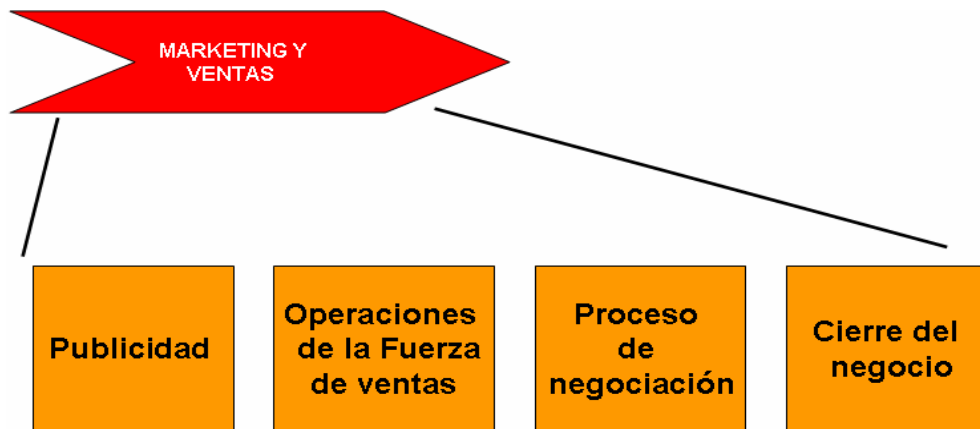 MARKETING Y
VENTAS
Publicidad
Operaciones
de la Fuerza
de ventas
Proceso
de
negociación
Cierre del
negocio